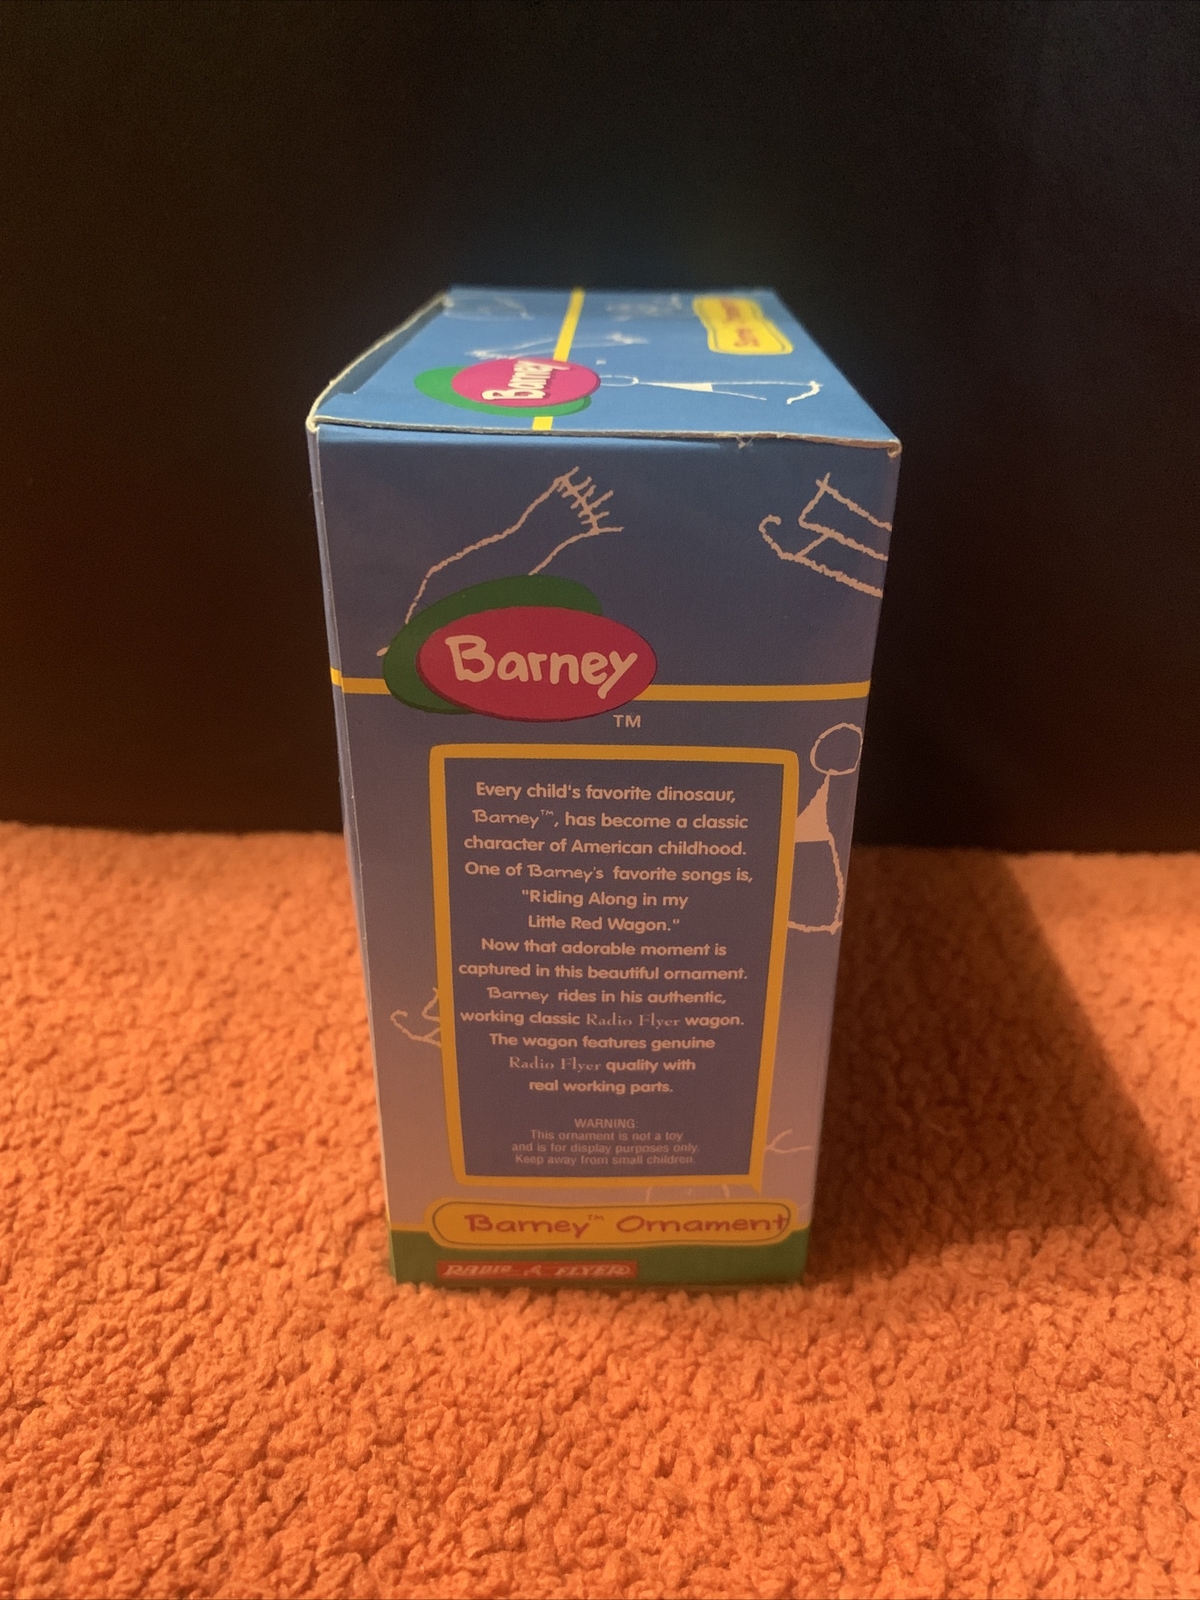 Barney
Barney
TM
Every child's favorite dinosaur,
Barney™, has become a classic
character of American childhood.
One of Barney's favorite songs is,
"Riding Along in my
Little Red Wagon."
Now that adorable moment is
captured in this beautiful ornament.
Barney rides in his authentic,
working classic Radio Flyer wagon.
The wagon features genuine
Radio Flyer quality with
real working parts.
WARNING:
This ornament is not a toy
and is for display purposes only.
Keep away from small children.
Barney™ Ornament
RADIO FLYER